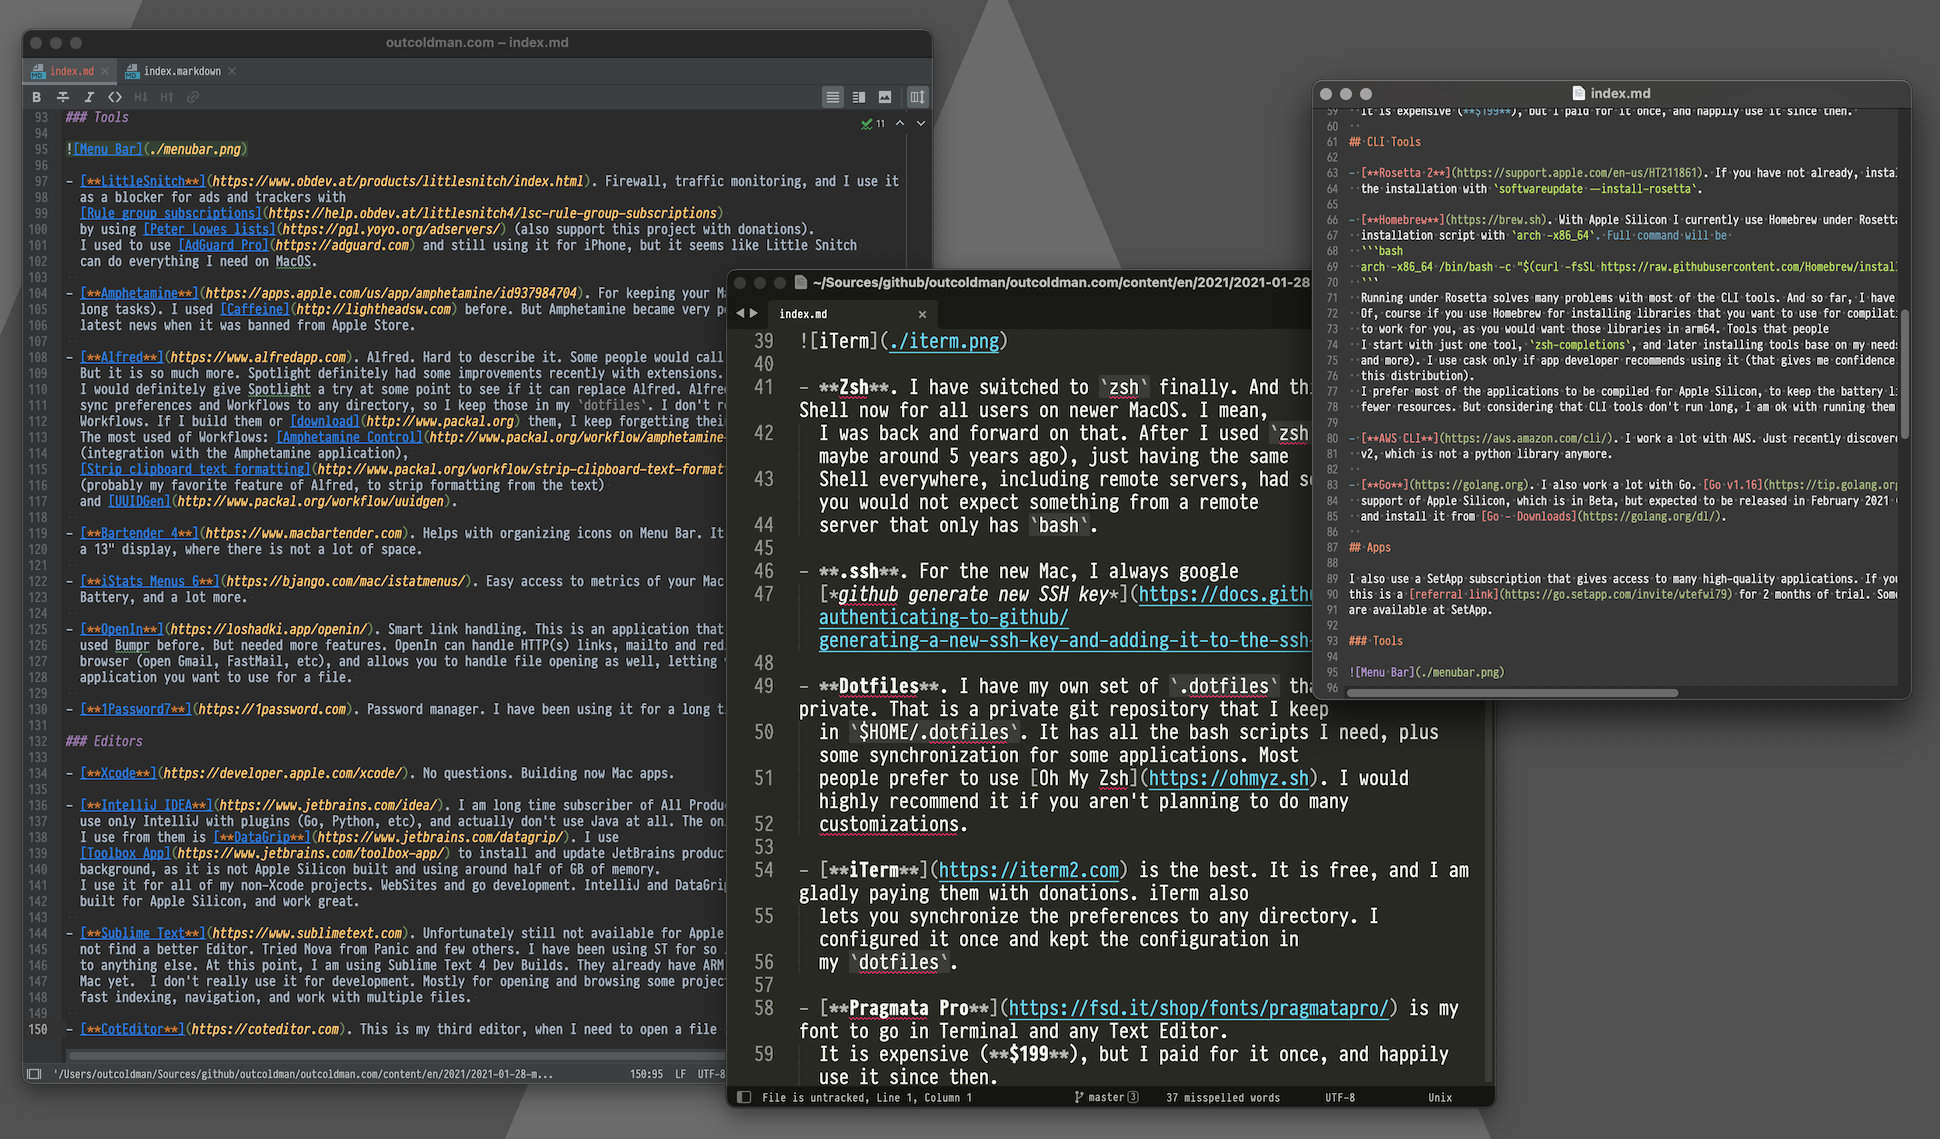 outcoldman.com – index.md
index.md
index.markdown
B
I
H↓
H↑
11
93 ### Tools
94
95 ![Menu Bar](./menubar.png)
96
97 - [**LittleSnitch**](https://www.obdev.at/products/littlesnitch/index.html). Firewall, traffic monitoring, and I use it
98 as a blocker for ads and trackers with
99 [Rule group subscriptions](https://help.obdev.at/littlesnitch4/lsc-rule-group-subscriptions)
100 by using [Peter Lowes lists](https://pgl.yoyo.org/adservers/) (also support this project with donations).
101 I used to use [AdGuard Pro](https://adguard.com) and still using it for iPhone, but it seems like Little Snitch
102 can do everything I need on MacOS.
103
104 - [**Amphetamine**](https://apps.apple.com/us/app/amphetamine/id937984704). For keeping your M
105 long tasks). I used [Caffeine](http://lightheadsw.com) before. But Amphetamine became very p
106 latest news when it was banned from Apple Store.
107
108 - [**Alfred**](https://www.alfredapp.com). Alfred. Hard to describe it. Some people would call
109 But it is so much more. Spotlight definitely had some improvements recently with extensions.
110 I would definitely give Spotlight a try at some point to see if it can replace Alfred. Alfre
111 sync preferences and Workflows to any directory, so I keep those in my `dotfiles`. I don't r
112 Workflows. If I build them or [download](http://www.packal.org) them, I keep forgetting thei
113 The most used of Workflows: [Amphetamine Control](http://www.packal.org/workflow/amphetamine-
114 (integration with the Amphetamine application),
115 [Strip clipboard text formatting](http://www.packal.org/workflow/strip-clipboard-text-format
116 (probably my favorite feature of Alfred, to strip formatting from the text)
117 and [UUIDGen](http://www.packal.org/workflow/uuidgen).
118
119 - [**Bartender 4**](https://www.macbartender.com). Helps with organizing icons on Menu Bar. It
120 a 13" display, where there is not a lot of space.
121
122 - [**iStats Menus 6**](https://bjango.com/mac/istatmenus/). Easy access to metrics of your Mac
123 Battery, and a lot more.
124
125 - [**OpenIn**](https://loshadki.app/openin/). Smart link handling. This is an application that
126 used Bumpr before. But needed more features. OpenIn can handle HTTP(s) links, mailto and red
127 browser (open Gmail, FastMail, etc), and allows you to handle file opening as well, letting
128 application you want to use for a file.
129
130 - [**1Password7**](https://1password.com). Password manager. I have been using it for a long t
131
132 ### Editors
133
134 - [**Xcode**](https://developer.apple.com/xcode/). No questions. Building now Mac apps.
135
136 - [**IntelliJ IDEA**](https://www.jetbrains.com/idea/). I am long time subscriber of All Produ
137 use only IntelliJ with plugins (Go, Python, etc), and actually don't use Java at all. The on
138 I use from them is [**DataGrip**](https://www.jetbrains.com/datagrip/). I use
139 [Toolbox App](https://www.jetbrains.com/toolbox-app/) to install and update JetBrains produc
140 background, as it is not Apple Silicon built and using around half of GB of memory.
141 I use it for all of my non-Xcode projects. WebSites and go development. IntelliJ and DataGri
142 built for Apple Silicon, and work great.
143
144 - [**Sublime Text**](https://www.sublimetext.com). Unfortunately still not available for Apple
145 not find a better Editor. Tried Nova from Panic and few others. I have been using ST for so
146 to anything else. At this point, I am using Sublime Text 4 Dev Builds. They already have ARM
147 Mac yet. I don't really use it for development. Mostly for opening and browsing some projec
148 fast indexing, navigation, and work with multiple files.
149
150 - [**CotEditor**](https://coteditor.com). This is my third editor, when I need to open a file
'/Users/outcoldman/Sources/github/outcoldman/outcoldman.com/content/en/2021/2021-01-28-m...
150:95 LF UTF-8
~/Sources/github/outcoldman/outcoldman.com/content/en/2021/2021-01-28
index.md
39 ![iTerm](./iterm.png)
40
41 - **Zsh**. I have switched to `zsh` finally. And thi
Shell now for all users on newer MacOS. I mean,
42 I was back and forward on that. After I used `zsh
maybe around 5 years ago), just having the same
43 Shell everywhere, including remote servers, had s
you would not expect something from a remote
44 server that only has `bash`.
45
46 - **.ssh**. For the new Mac, I always google
47 [*github generate new SSH key*](https://docs.githu
authenticating-to-github/
generating-a-new-ssh-key-and-adding-it-to-the-ssh-
48
49 - **Dotfiles**. I have my own set of `.dotfiles` tha
private. That is a private git repository that I keep
50 in `$HOME/.dotfiles`. It has all the bash scripts I need, plus
some synchronization for some applications. Most
51 people prefer to use [Oh My Zsh](https://ohmyz.sh). I would
highly recommend it if you aren't planning to do many
52 customizations.
53
54 - [**iTerm**](https://iterm2.com) is the best. It is free, and I am
gladly paying them with donations. iTerm also
55 lets you synchronize the preferences to any directory. I
configured it once and kept the configuration in
56 my `dotfiles`.
57
58 - [**Pragmata Pro**](https://fsd.it/shop/fonts/pragmatapro/) is my
font to go in Terminal and any Text Editor.
59 It is expensive (**$199**), but I paid for it once, and happily
use it since then.
File is untracked, Line 1, Column 1
master 3
37 misspelled words
UTF-8
Unix
index.md
59 It is expensive (**$199**), but I paid for it once, and happily use it since then.
60
61 ## CLI Tools
62
63 - [**Rosetta 2**](https://support.apple.com/en-us/HT211861). If you have not already, instal
64 the installation with `softwareupdate --install-rosetta`.
65
66 - [**Homebrew**](https://brew.sh). With Apple Silicon I currently use Homebrew under Rosetta
67 installation script with `arch -x86_64`. Full command will be
68 ```bash
69 arch -x86_64 /bin/bash -c "$(curl -fsSL https://raw.githubusercontent.com/Homebrew/instal
70 ```
71 Running under Rosetta solves many problems with most of the CLI tools. And so far, I have
72 Of, course if you use Homebrew for installing libraries that you want to use for compilati
73 to work for you, as you would want those libraries in arm64. Tools that people
74 I start with just one tool, `zsh-completions`, and later installing tools base on my needs
75 and more). I use cask only if app developer recommends using it (that gives me confidence
76 this distribution).
77 I prefer most of the applications to be compiled for Apple Silicon, to keep the battery li
78 fewer resources. But considering that CLI tools don't run long, I am ok with running them
79
80 - [**AWS CLI**](https://aws.amazon.com/cli/). I work a lot with AWS. Just recently discovere
81 v2, which is not a python library anymore.
82
83 - [**Go**](https://golang.org). I also work a lot with Go. [Go v1.16](https://tip.golang.org
84 support of Apple Silicon, which is in Beta, but expected to be released in February 2021
85 and install it from [Go - Downloads](https://golang.org/dl/).
86
87 ## Apps
88
89 I also use a SetApp subscription that gives access to many high-quality applications. If you
90 this is a [referral link](https://go.setapp.com/invite/wtefwi79) for 2 months of trial. Some
91 are available at SetApp.
92
93 ### Tools
94
95 ![Menu Bar](./menubar.png)
96